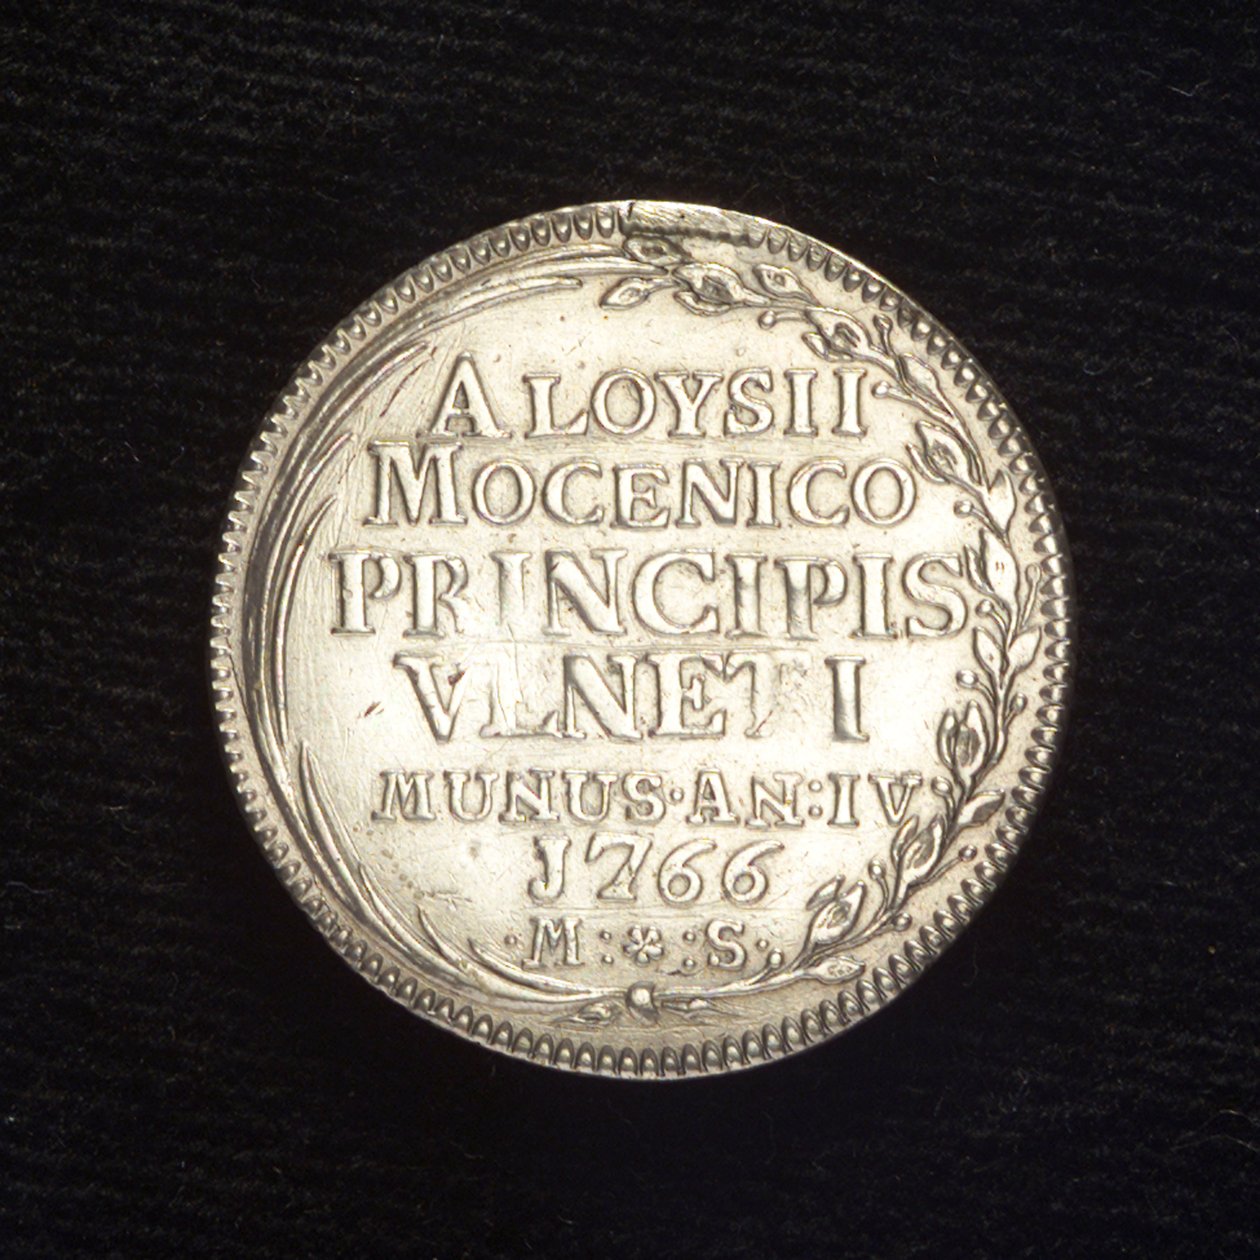 ALOYSII
MOCENICO
PRINCIPIS
VENETI
MUNUS·AN:IV
1766
·M:*:S·